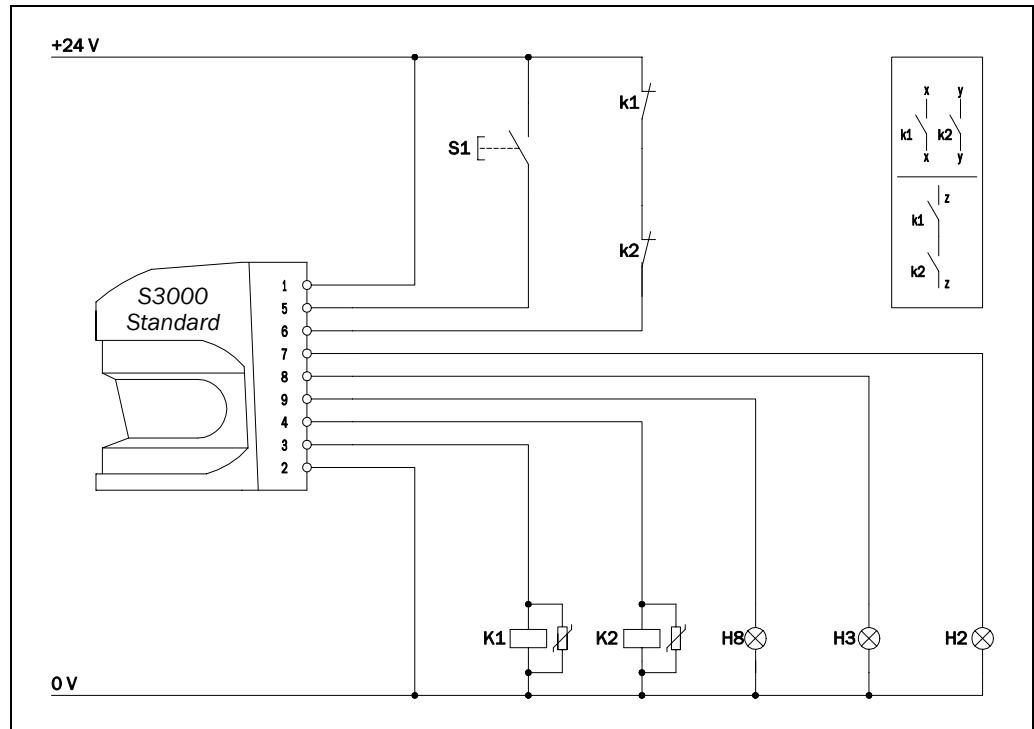 +24 V
k1
x y
k1 k2
x y
S1
z
k1
k2
k2
z
S3000
Standard
1
5
6
7
8
9
4
3
2
K1
K2
H8
H3
H2
0 V